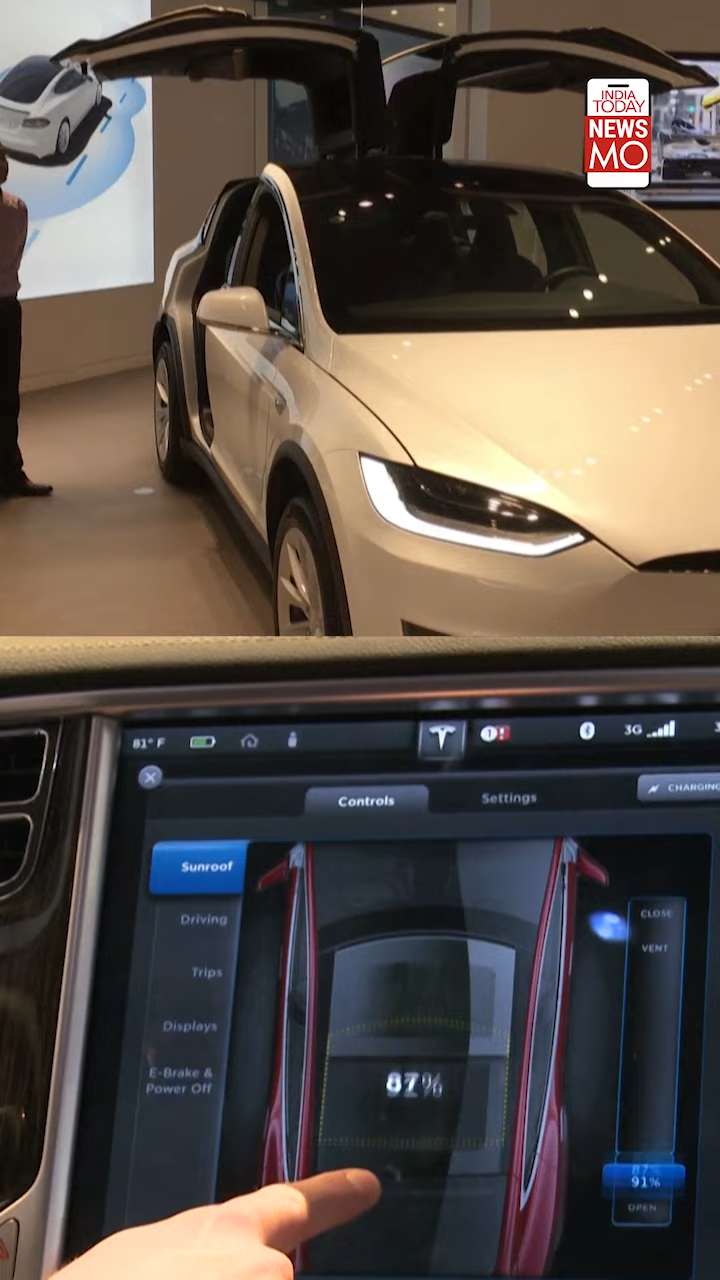 INDIA
TODAY
NEWS
MO
81° F
3G
Controls
Settings
CHARGING
Sunroof
Driving
Trips
Displays
E-Brake &
Power Off
CLOSE
VENT
87%
91%
OPEN